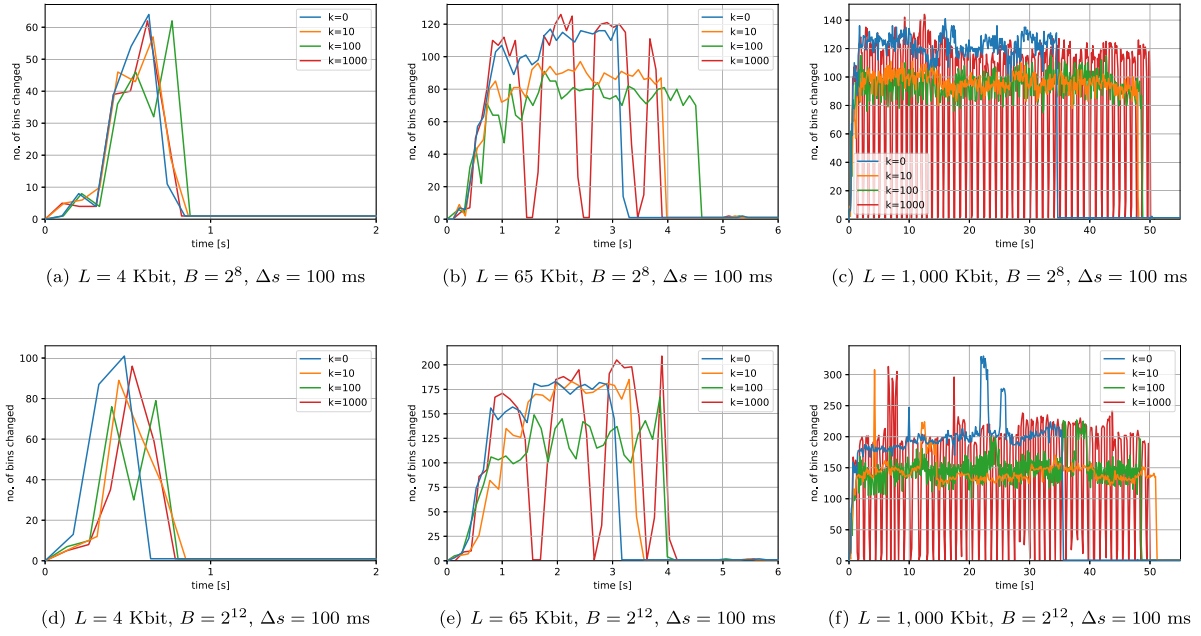 no. of bins changed
60
50
40
30
20
10
0
0
1
2
time [s]
k=0
k=10
k=100
k=1000
(a) L = 4 Kbit, B = 2^8, Δs = 100 ms
no. of bins changed
120
100
80
60
40
20
0
0
1
2
3
4
5
6
time [s]
k=0
k=10
k=100
k=1000
(b) L = 65 Kbit, B = 2^8, Δs = 100 ms
no. of bins changed
140
120
100
80
60
40
20
0
0
10
20
30
40
50
time [s]
k=0
k=10
k=100
k=1000
(c) L = 1,000 Kbit, B = 2^8, Δs = 100 ms
no. of bins changed
100
80
60
40
20
0
0
1
2
time [s]
k=0
k=10
k=100
k=1000
(d) L = 4 Kbit, B = 2^12, Δs = 100 ms
no. of bins changed
200
175
150
125
100
75
50
25
0
0
1
2
3
4
5
6
time [s]
k=0
k=10
k=100
k=1000
(e) L = 65 Kbit, B = 2^12, Δs = 100 ms
no. of bins changed
300
250
200
150
100
50
0
0
10
20
30
40
50
time [s]
k=0
k=10
k=100
k=1000
(f) L = 1,000 Kbit, B = 2^12, Δs = 100 ms